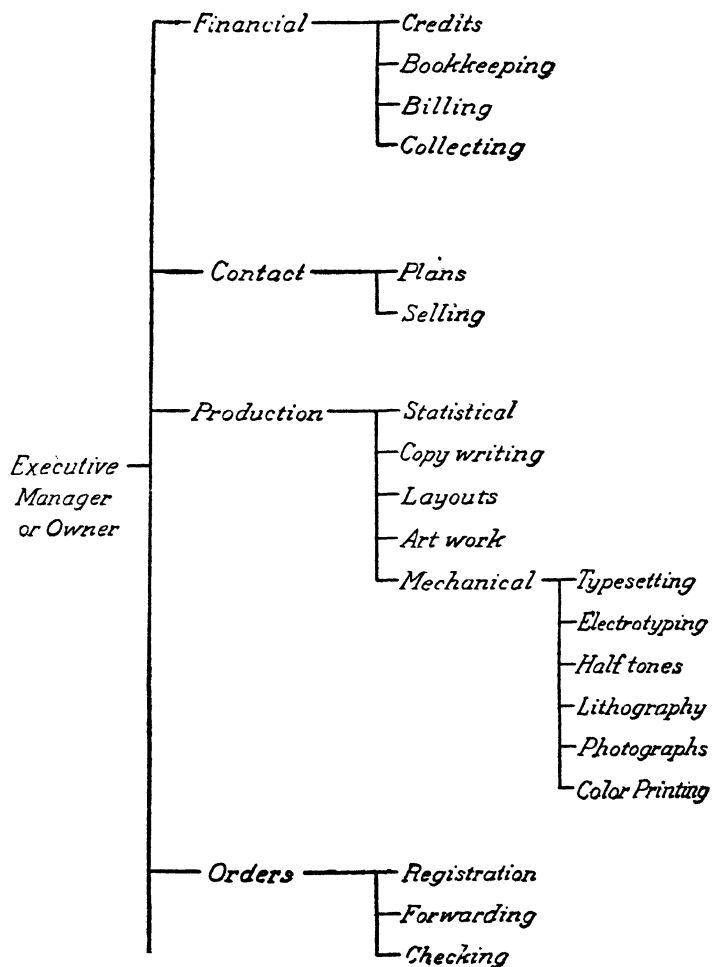 Financial
Credits
Bookkeeping
Billing
Collecting
Contact
Plans
Selling
Executive
Manager
or Owner
Production
Statistical
Copy writing
Layouts
Art work
Mechanical
Typesetting
Electrotyping
Half tones
Lithography
Photographs
Color Printing
Orders
Registration
Forwarding
Checking